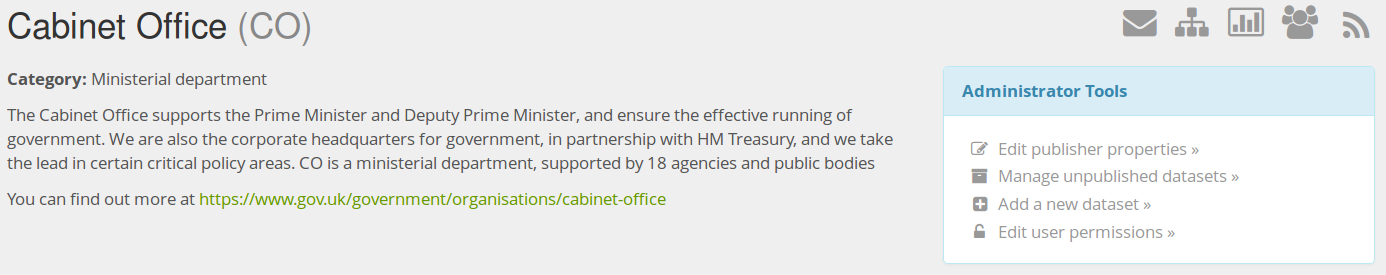 Cabinet Office (CO)
Category: Ministerial department
The Cabinet Office supports the Prime Minister and Deputy Prime Minister, and ensure the effective running of
government. We are also the corporate headquarters for government, in partnership with HM Treasury, and we take
the lead in certain critical policy areas. CO is a ministerial department, supported by 18 agencies and public bodies
You can find out more at https://www.gov.uk/government/organisations/cabinet-office
Administrator Tools
Edit publisher properties »
Manage unpublished datasets »
Add a new dataset »
Edit user permissions »